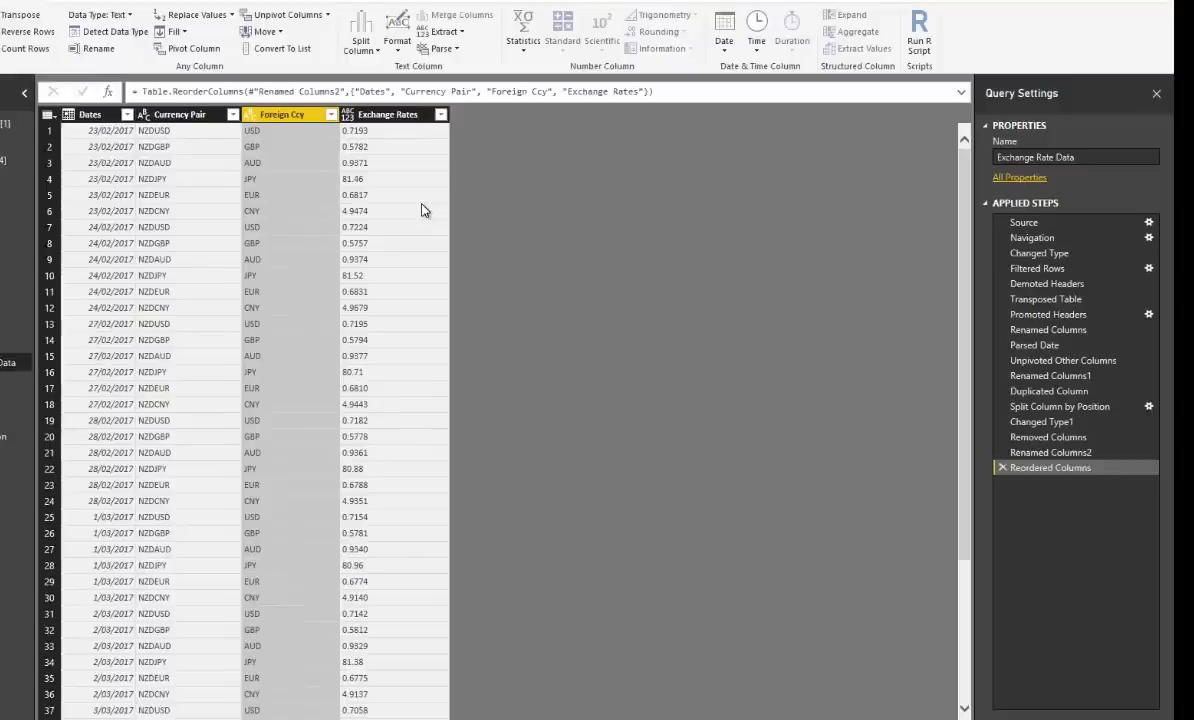 Transpose
Reverse Rows
Count Rows
Data Type: Text
Detect Data Type
Rename
Replace Values
Fill
Pivot Column
Unpivot Columns
Move
Convert To List
Any Column
Split
Column
Format
Merge Columns
Extract
Parse
Text Column
Statistics
Standard
Scientific
10²
Trigonometry
Rounding
Information
Number Column
Date
Time
Duration
Date & Time Column
Expand
Aggregate
Extract Values
Structured Column
R
Run R
Script
Scripts
fx
= Table.ReorderColumns(#"Renamed Columns2",{"Dates", "Currency Pair", "Foreign Ccy", "Exchange Rates"})
[1]
4]
Data
on
Dates Currency Pair Foreign Ccy ABC 123 Exchange Rates
1 23/02/2017 NZDUSD USD 0.7193
2 23/02/2017 NZDGBP GBP 0.5782
3 23/02/2017 NZDAUD AUD 0.9371
4 23/02/2017 NZDJPY JPY 81.46
5 23/02/2017 NZDEUR EUR 0.6817
6 23/02/2017 NZDCNY CNY 4.9474
7 24/02/2017 NZDUSD USD 0.7224
8 24/02/2017 NZDGBP GBP 0.5757
9 24/02/2017 NZDAUD AUD 0.9374
10 24/02/2017 NZDJPY JPY 81.52
11 24/02/2017 NZDEUR EUR 0.6831
12 24/02/2017 NZDCNY CNY 4.9679
13 27/02/2017 NZDUSD USD 0.7195
14 27/02/2017 NZDGBP GBP 0.5794
15 27/02/2017 NZDAUD AUD 0.9377
16 27/02/2017 NZDJPY JPY 80.71
17 27/02/2017 NZDEUR EUR 0.6810
18 27/02/2017 NZDCNY CNY 4.9443
19 28/02/2017 NZDUSD USD 0.7182
20 28/02/2017 NZDGBP GBP 0.5778
21 28/02/2017 NZDAUD AUD 0.9361
22 28/02/2017 NZDJPY JPY 80.88
23 28/02/2017 NZDEUR EUR 0.6788
24 28/02/2017 NZDCNY CNY 4.9351
25 1/03/2017 NZDUSD USD 0.7154
26 1/03/2017 NZDGBP GBP 0.5781
27 1/03/2017 NZDAUD AUD 0.9340
28 1/03/2017 NZDJPY JPY 80.96
29 1/03/2017 NZDEUR EUR 0.6774
30 1/03/2017 NZDCNY CNY 4.9140
31 2/03/2017 NZDUSD USD 0.7142
32 2/03/2017 NZDGBP GBP 0.5812
33 2/03/2017 NZDAUD AUD 0.9329
34 2/03/2017 NZDJPY JPY 81.38
35 2/03/2017 NZDEUR EUR 0.6775
36 2/03/2017 NZDCNY CNY 4.9137
37 3/03/2017 NZDUSD USD 0.7058
Query Settings
PROPERTIES
Name
Exchange Rate Data
All Properties
APPLIED STEPS
Source
Navigation
Changed Type
Filtered Rows
Demoted Headers
Transposed Table
Promoted Headers
Renamed Columns
Parsed Date
Unpivoted Other Columns
Renamed Columns1
Duplicated Column
Split Column by Position
Changed Type1
Removed Columns
Renamed Columns2
Reordered Columns